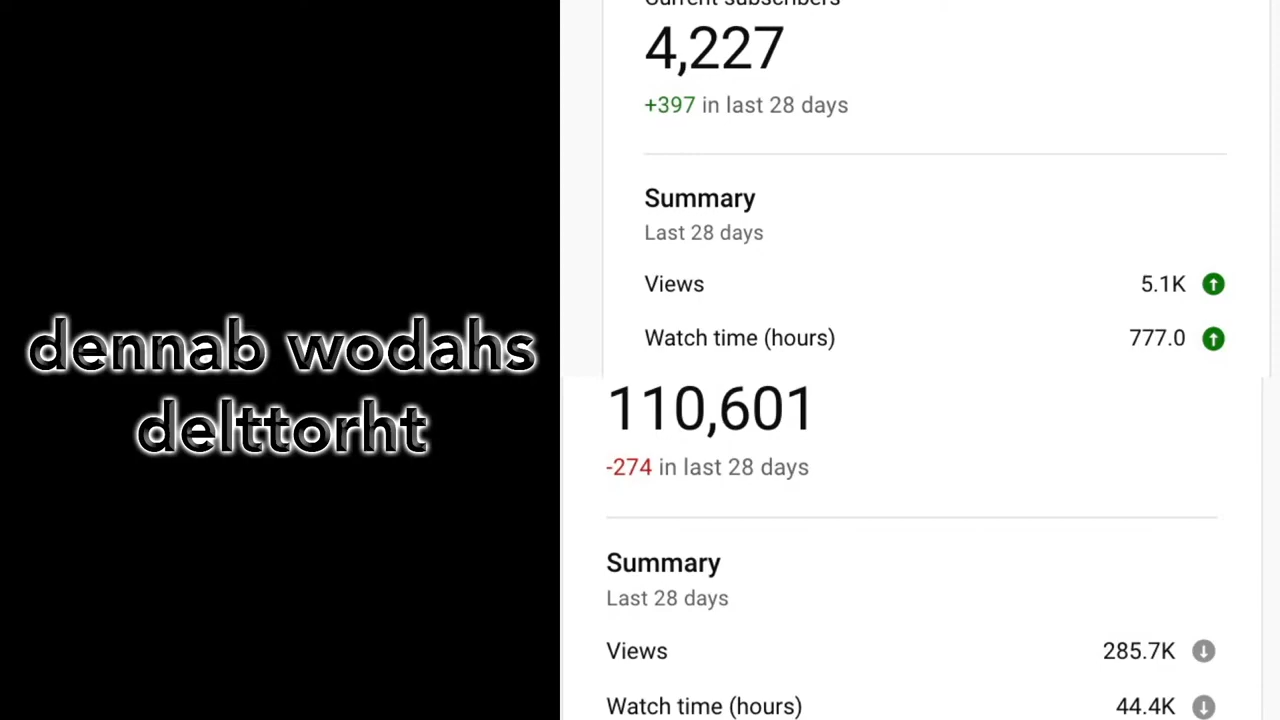 dennab wodahs
delttorht
Current subscribers
4,227
+397 in last 28 days
Summary
Last 28 days
Views 5.1K
Watch time (hours) 777.0
110,601
-274 in last 28 days
Summary
Last 28 days
Views 285.7K
Watch time (hours) 44.4K